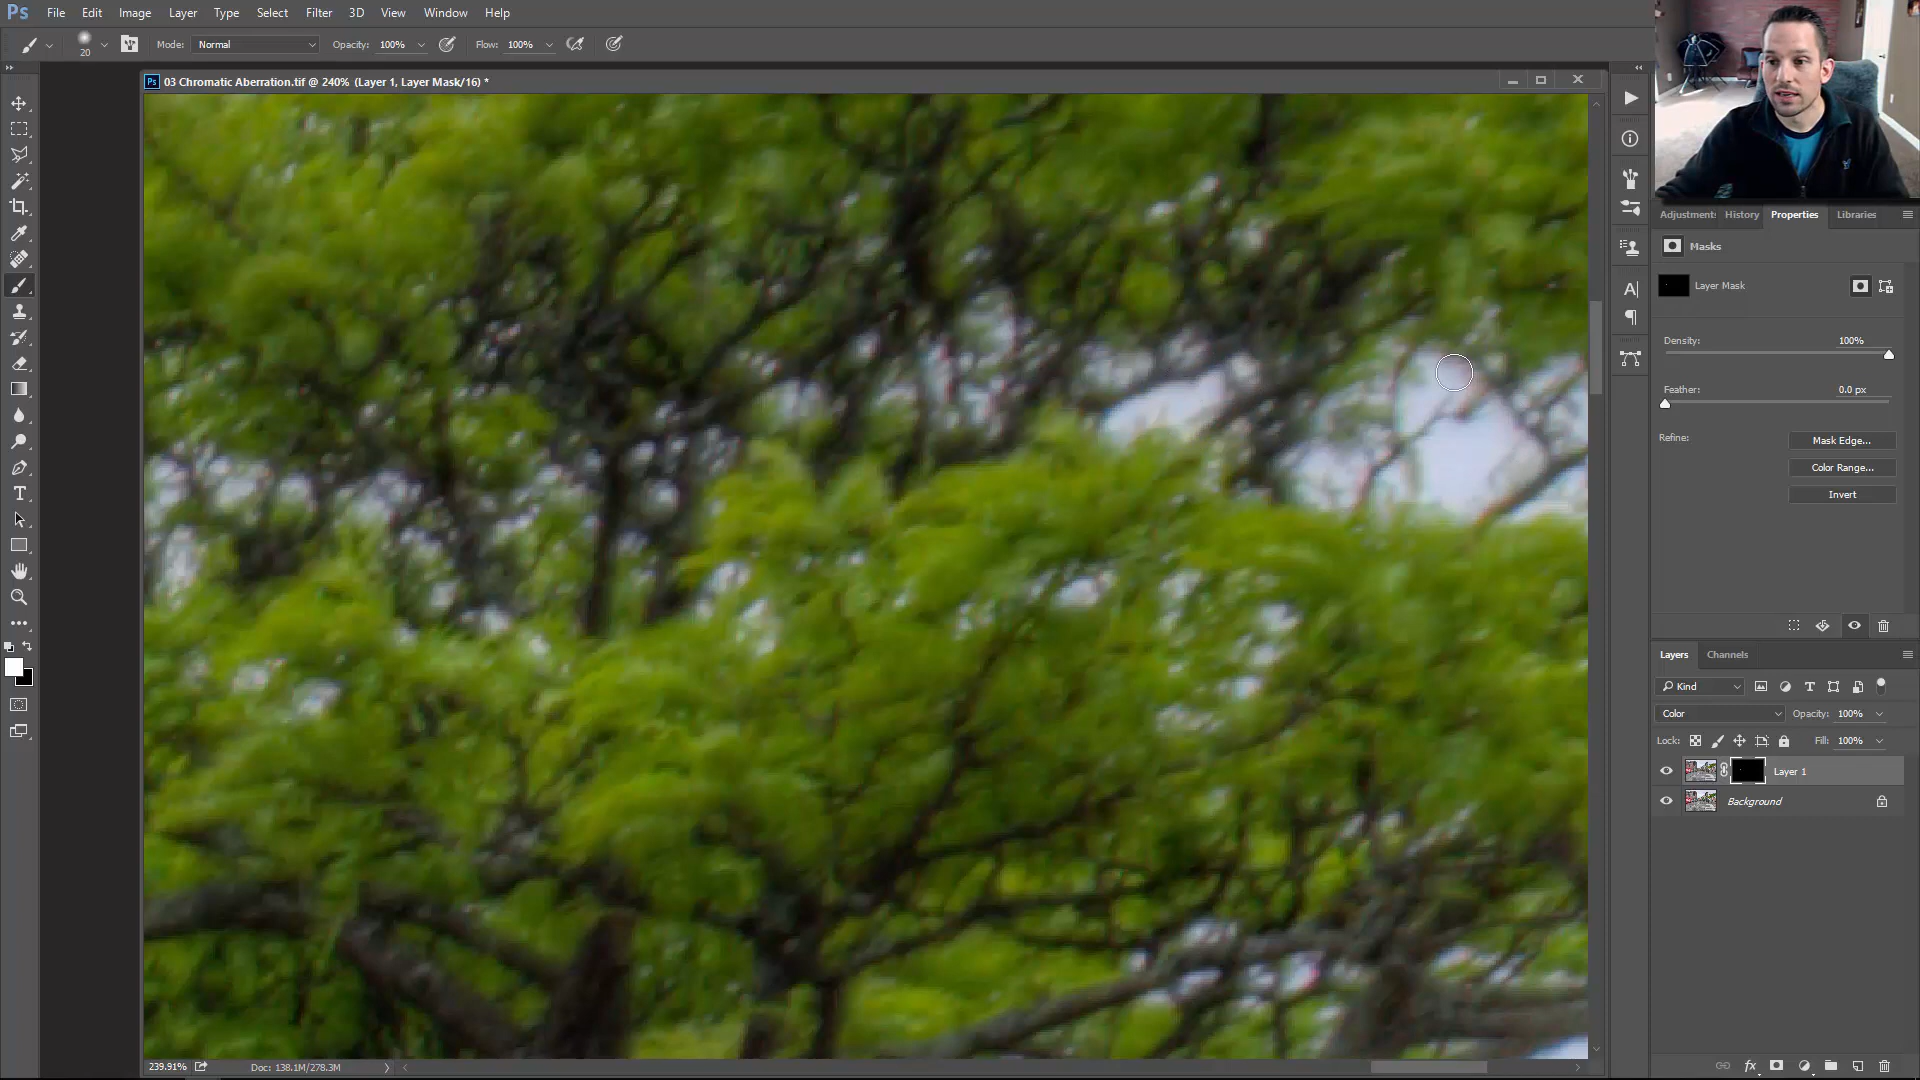 Ps File Edit Image Layer Type Select Filter 3D View Window Help
20 Mode: Normal Opacity: 100% Flow: 100%
Ps 03 Chromatic Aberration.tif @ 240% (Layer 1, Layer Mask/16) *
Adjustments History Properties Libraries
Masks
Layer Mask
Density: 100%
Feather: 0.0 px
Refine: Mask Edge...
Color Range...
Invert
Layers Channels
Kind
Color Opacity: 100%
Lock: Fill: 100%
Layer 1
Background
fx
239.91% Doc: 138.1M/278.3M